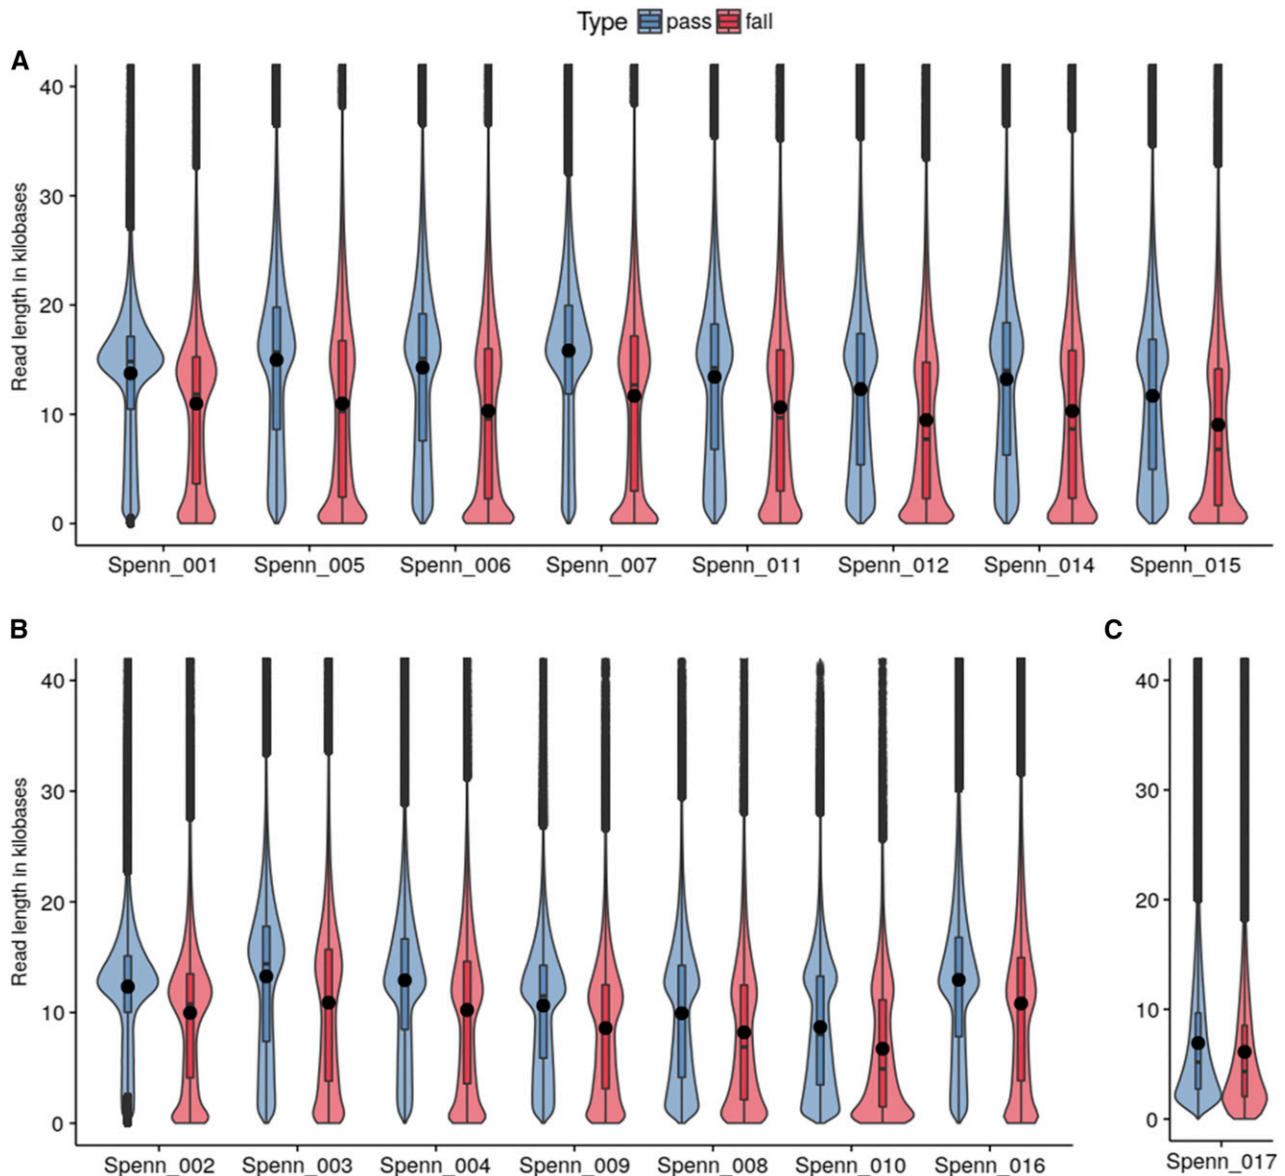 Type pass fall
A
40
30
20
10
0
Read length in kilobases
Spenn_001 Spenn_005 Spenn_006 Spenn_007 Spenn_011 Spenn_012 Spenn_014 Spenn_015
B
40
30
20
10
0
Read length in kilobases
Spenn_002 Spenn_003 Spenn_004 Spenn_009 Spenn_008 Spenn_010 Spenn_016
C
40
30
20
10
0
Spenn_017